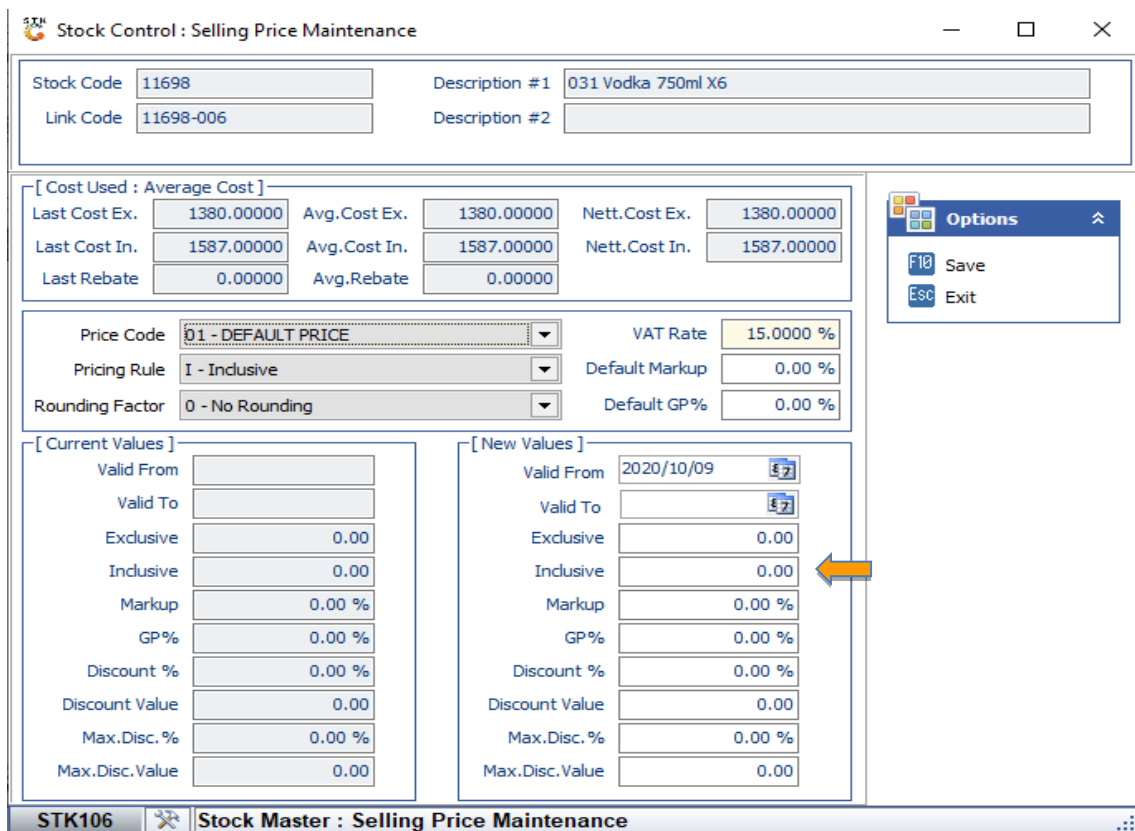 STK
Stock Control : Selling Price Maintenance
Stock Code 11698 Description #1 031 Vodka 750ml X6
Link Code 11698-006 Description #2
[ Cost Used : Average Cost ]
Last Cost Ex. 1380.00000 Avg.Cost Ex. 1380.00000 Nett.Cost Ex. 1380.00000
Last Cost In. 1587.00000 Avg.Cost In. 1587.00000 Nett.Cost In. 1587.00000
Last Rebate 0.00000 Avg.Rebate 0.00000
Options
F10 Save
Esc Exit
Price Code 01 - DEFAULT PRICE VAT Rate 15.0000 %
Pricing Rule I - Inclusive Default Markup 0.00 %
Rounding Factor 0 - No Rounding Default GP% 0.00 %
[ Current Values ]
Valid From
Valid To
Exclusive 0.00
Inclusive 0.00
Markup 0.00 %
GP% 0.00 %
Discount % 0.00 %
Discount Value 0.00
Max.Disc.% 0.00 %
Max.Disc.Value 0.00
[ New Values ]
Valid From 2020/10/09
Valid To
Exclusive 0.00
Inclusive 0.00
Markup 0.00 %
GP% 0.00 %
Discount % 0.00 %
Discount Value 0.00
Max.Disc.% 0.00 %
Max.Disc.Value 0.00
STK106 Stock Master : Selling Price Maintenance